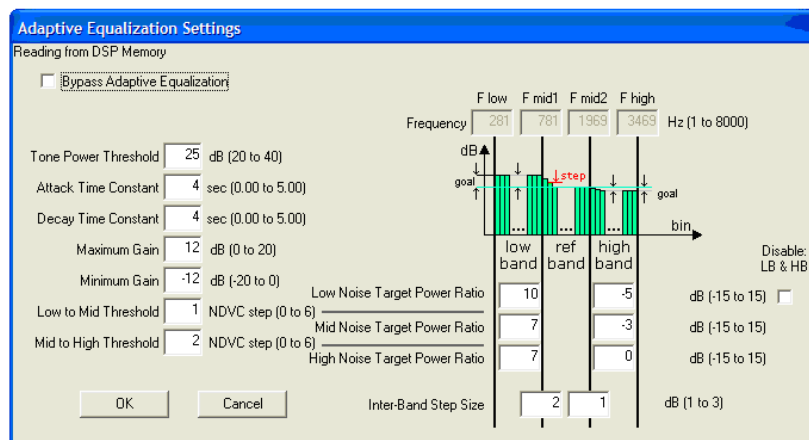 Adaptive Equalization Settings
Reading from DSP Memory
Bypass Adaptive Equalization
F low F mid1 F mid2 F high
Frequency 281 781 1969 3469 Hz (1 to 8000)
Tone Power Threshold 25 dB (20 to 40)
Attack Time Constant 4 sec (0.00 to 5.00)
Decay Time Constant 4 sec (0.00 to 5.00)
Maximum Gain 12 dB (0 to 20)
Minimum Gain -12 dB (-20 to 0)
Low to Mid Threshold 1 NDVC step (0 to 6)
Mid to High Threshold 2 NDVC step (0 to 6)
dB
goal
step
goal
... ... ...
bin
low band
ref band
high band
Disable:
LB & HB
Low Noise Target Power Ratio 10 -5 dB (-15 to 15)
Mid Noise Target Power Ratio 7 -3 dB (-15 to 15)
High Noise Target Power Ratio 7 0 dB (-15 to 15)
Inter-Band Step Size 2 1 dB (1 to 3)
OK Cancel